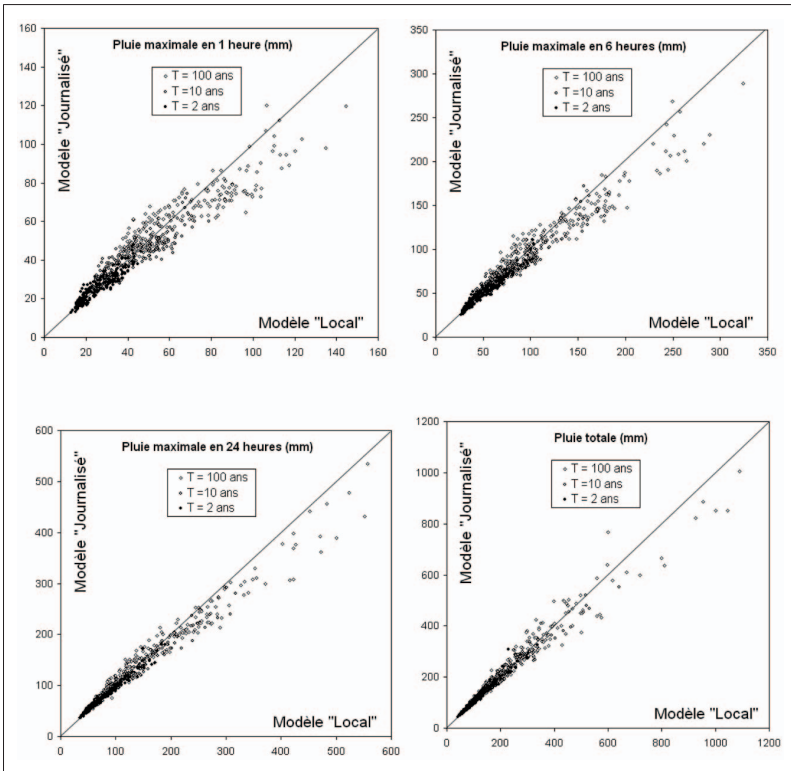 Pluie maximale en 1 heure (mm)
T = 100 ans
T =10 ans
T = 2 ans
Modèle "Journalisé"
Modèle "Local"
160
140
120
100
80
60
40
20
0
0 20 40 60 80 100 120 140 160
Pluie maximale en 6 heures (mm)
T = 100 ans
T =10 ans
T = 2 ans
Modèle "Journalisé"
Modèle "Local"
350
300
250
200
150
100
50
0
0 50 100 150 200 250 300 350
Pluie maximale en 24 heures (mm)
T = 100 ans
T =10 ans
T = 2 ans
Modèle "Journalisé"
Modèle "Local"
600
500
400
300
200
100
0
0 100 200 300 400 500 600
Pluie totale (mm)
T = 100 ans
T =10 ans
T = 2 ans
Modèle "Journalisé"
Modèle "Local"
1200
1000
800
600
400
200
0
0 200 400 600 800 1000 1200